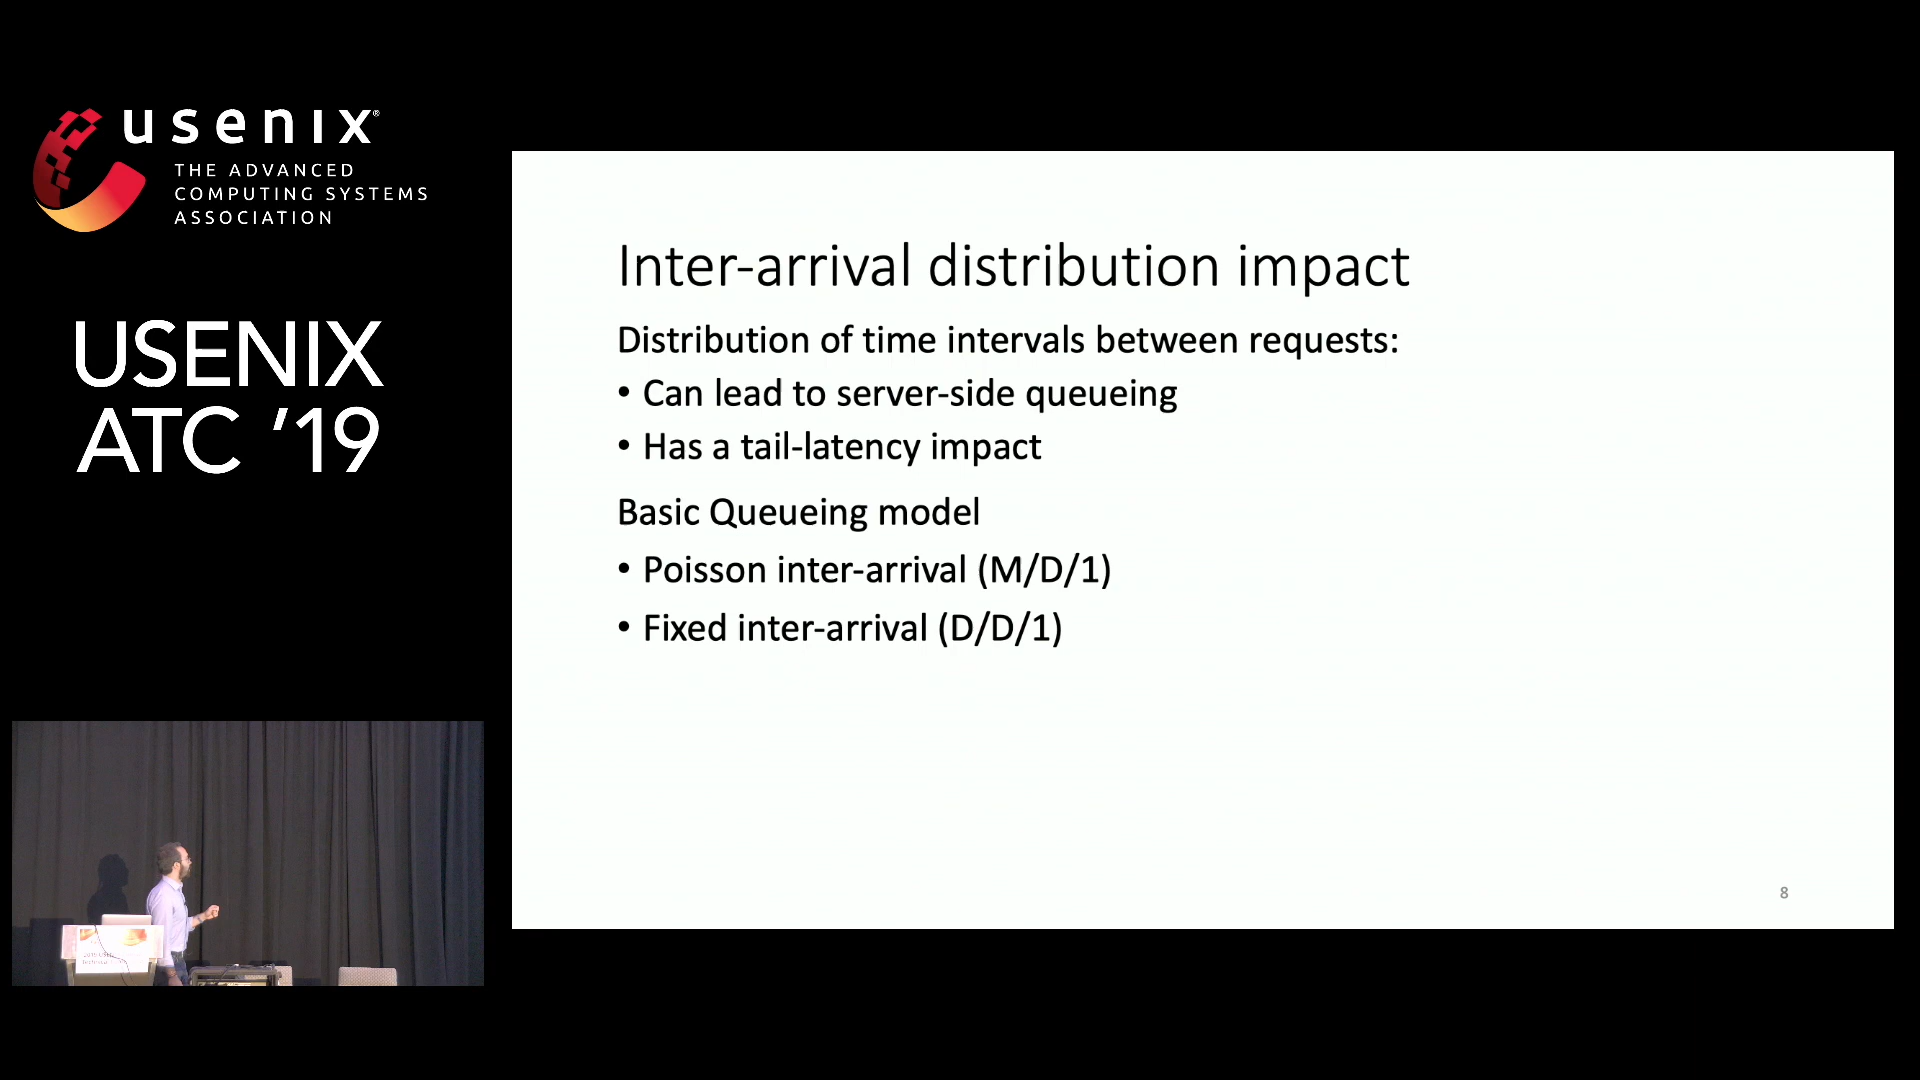 usenix®
THE ADVANCED
COMPUTING SYSTEMS
ASSOCIATION
USENIX
ATC ’19
Inter-arrival distribution impact
Distribution of time intervals between requests:
• Can lead to server-side queueing
• Has a tail-latency impact
Basic Queueing model
• Poisson inter-arrival (M/D/1)
• Fixed inter-arrival (D/D/1)
8